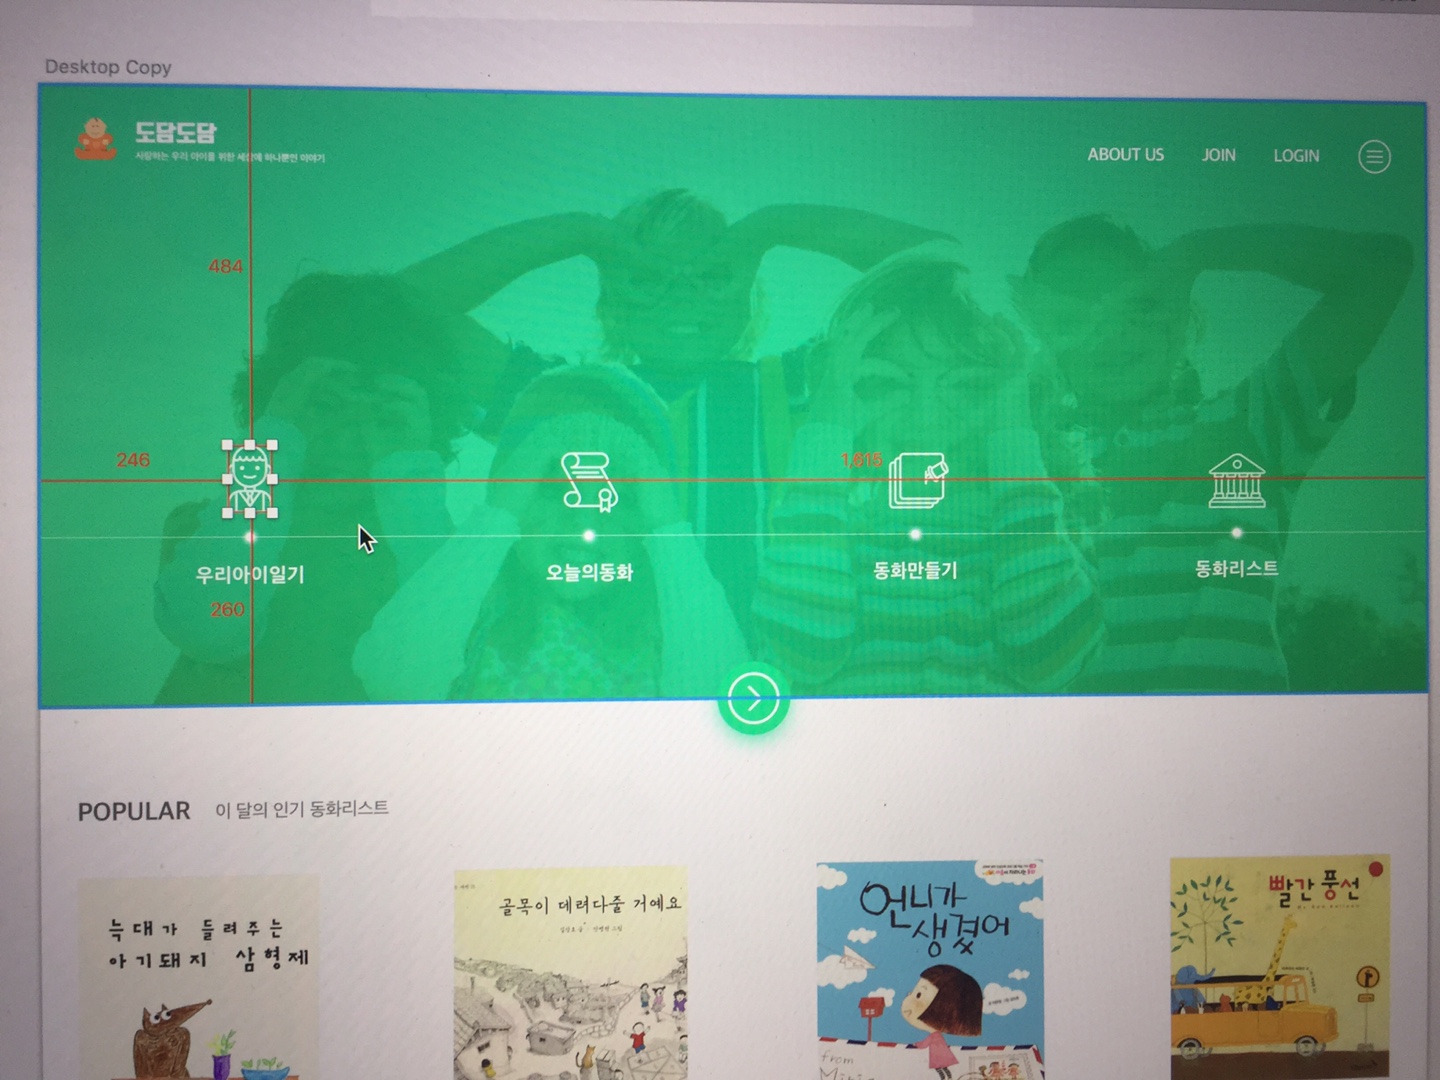 Desktop Copy
도담도담
사랑하는 우리 아이를 위한 세상에 하나뿐인 이야기
ABOUT US
JOIN
LOGIN
484
246
1,615
우리아이일기
오늘의동화
동화만들기
동화리스트
260
POPULAR 이 달의 인기 동화리스트
늑대가 들려주는
아기돼지 삼형제
골목이 데려다줄 거예요
언니가
생겼어
from
빨간 풍선